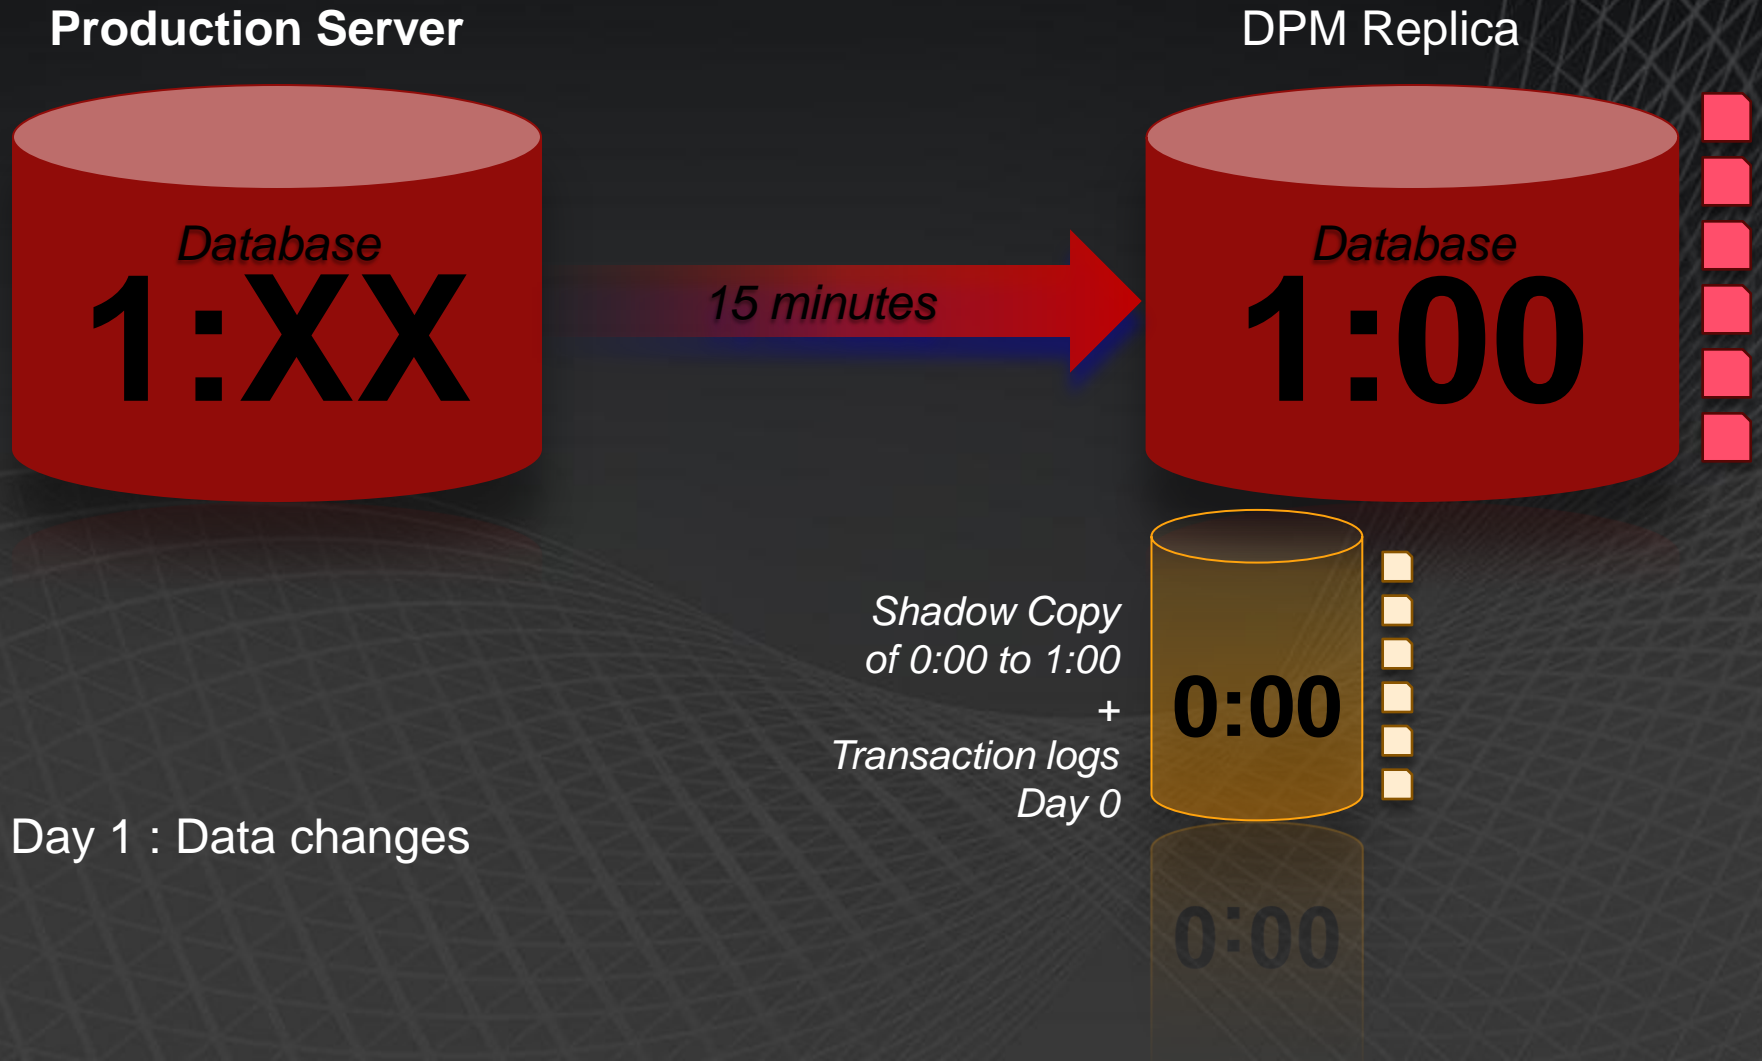 Production Server
DPM Replica
Database
1:XX
15 minutes
Database
1:00
Shadow Copy
of 0:00 to 1:00
+
Transaction logs
Day 0
0:00
Day 1 : Data changes